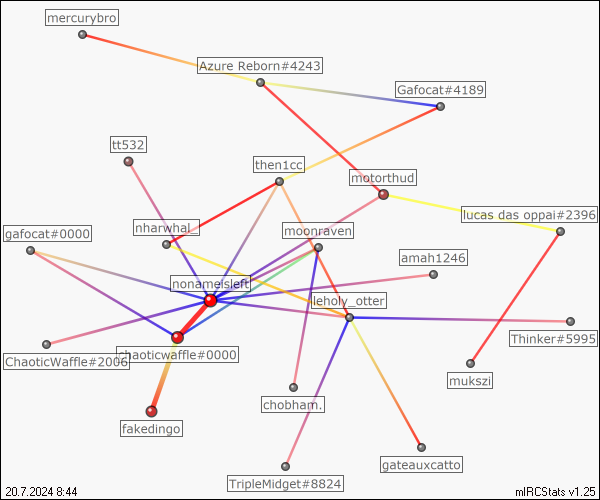 mercurybro
Azure Reborn#4243
Gafocat#4189
tt532
then1cc
motorthud
lucas das oppai#2396
nharwhal_
moonraven
gafocat#0000
amah1246
nonameisleft
leholy_otter
Thinker#5995
ChaoticWaffle#2006
chaoticwaffle#0000
mukszi
chobham.
fakedingo
gateauxcatto
TripleMidget#8824
20.7.2024 8:44
mIRCStats v1.25